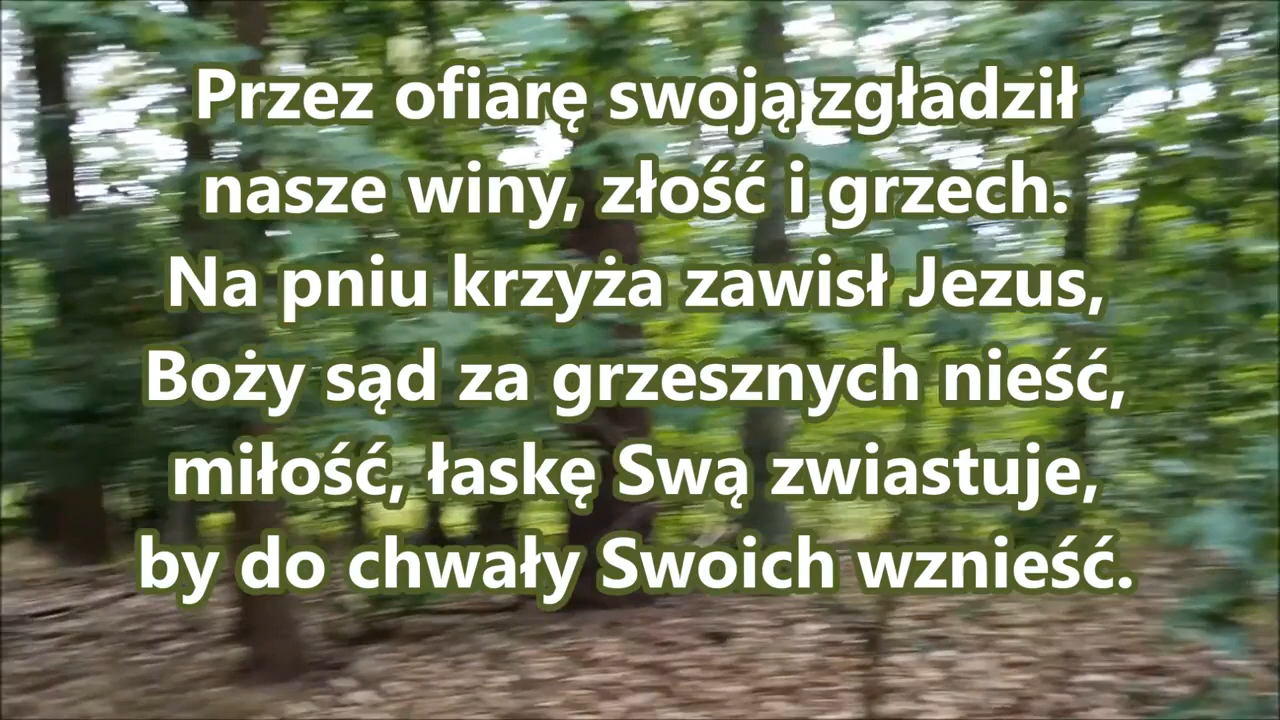 Przez ofiarę swoją zgładził
nasze winy, złość i grzech.
Na pniu krzyża zawisł Jezus,
Boży sąd za grzesznych nieść,
miłość, łaskę Swą zwiastuje,
by do chwały Swoich wznieść.